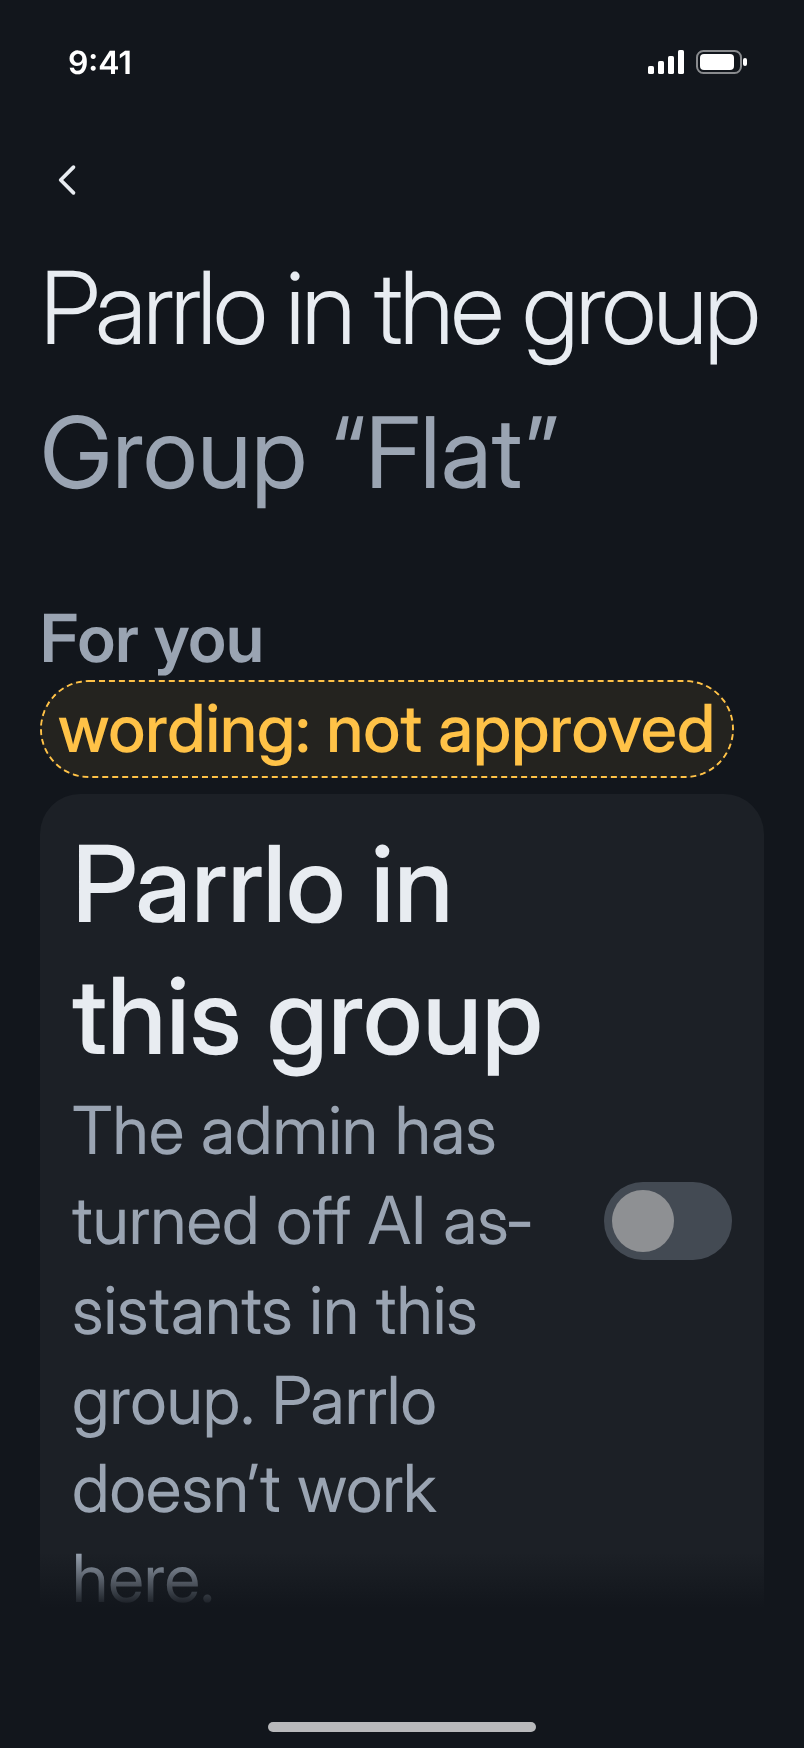 9:41
Parrlo in the group
Group “Flat”
For you
wording: not approved
Parrlo in
this group
The admin has
turned off AI as-
sistants in this
group. Parrlo
doesn’t work
here.